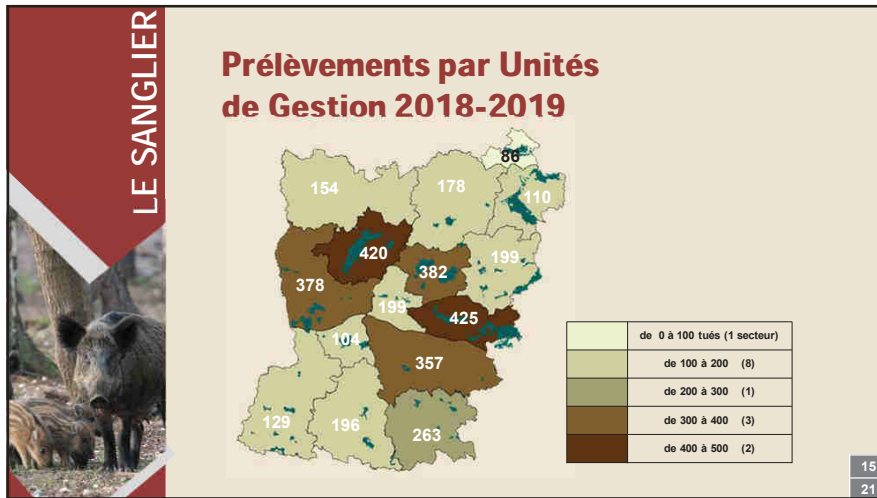 LE SANGLIER
Prélèvements par Unités
de Gestion 2018-2019
86
154
178
110
420
199
382
378
199
425
104
357
129
196
263
de 0 à 100 tués (1 secteur)
de 100 à 200 (8)
de 200 à 300 (1)
de 300 à 400 (3)
de 400 à 500 (2)
15
21